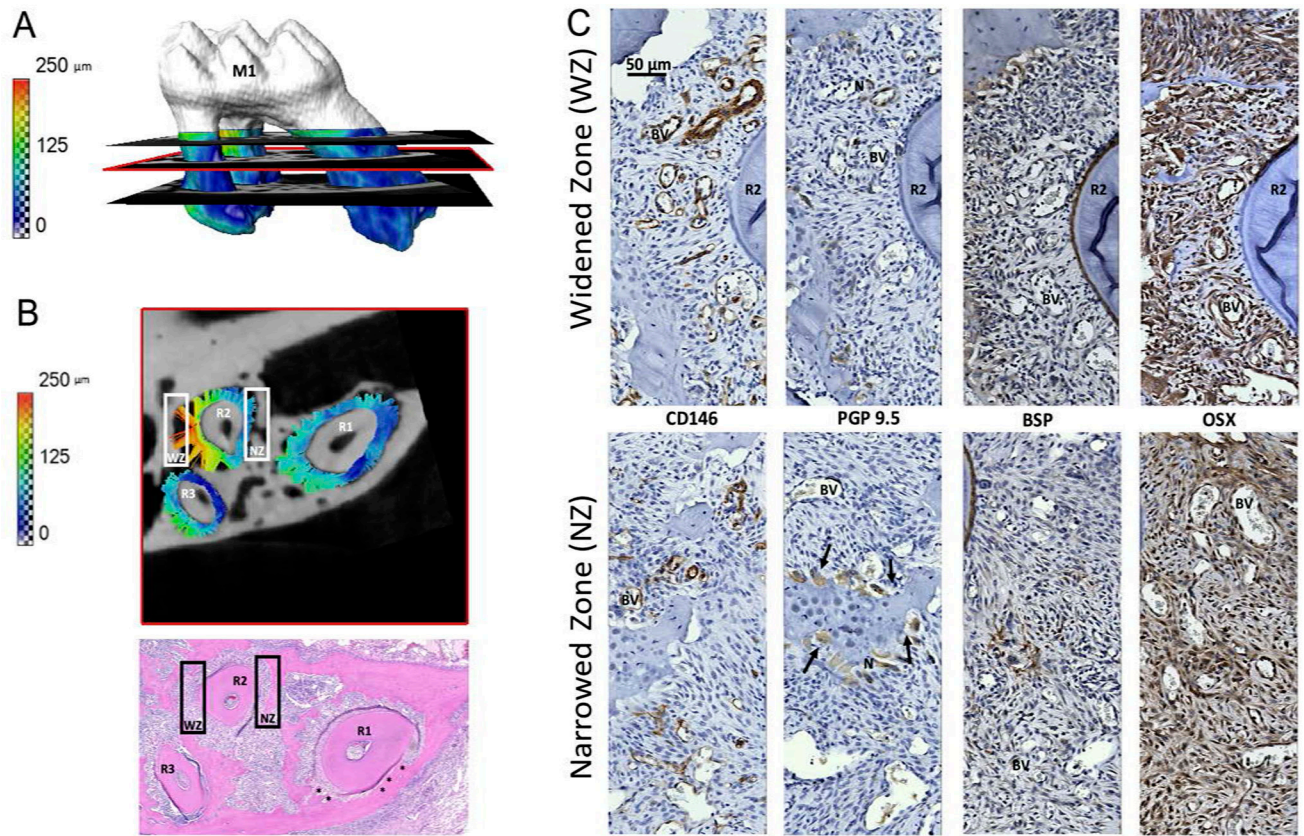 A
250 μm
125
0
M1
B
250 μm
125
0
R2
R1
WZ
NZ
R3
R2
WZ
NZ
R1
R3
* * * * *
C
Widened Zone (WZ)
50 μm
BV
R2
N
BV
R2
R2
BV
R2
BV
CD146
PGP 9.5
BSP
OSX
Narrowed Zone (NZ)
BV
BV
N
BV
BV